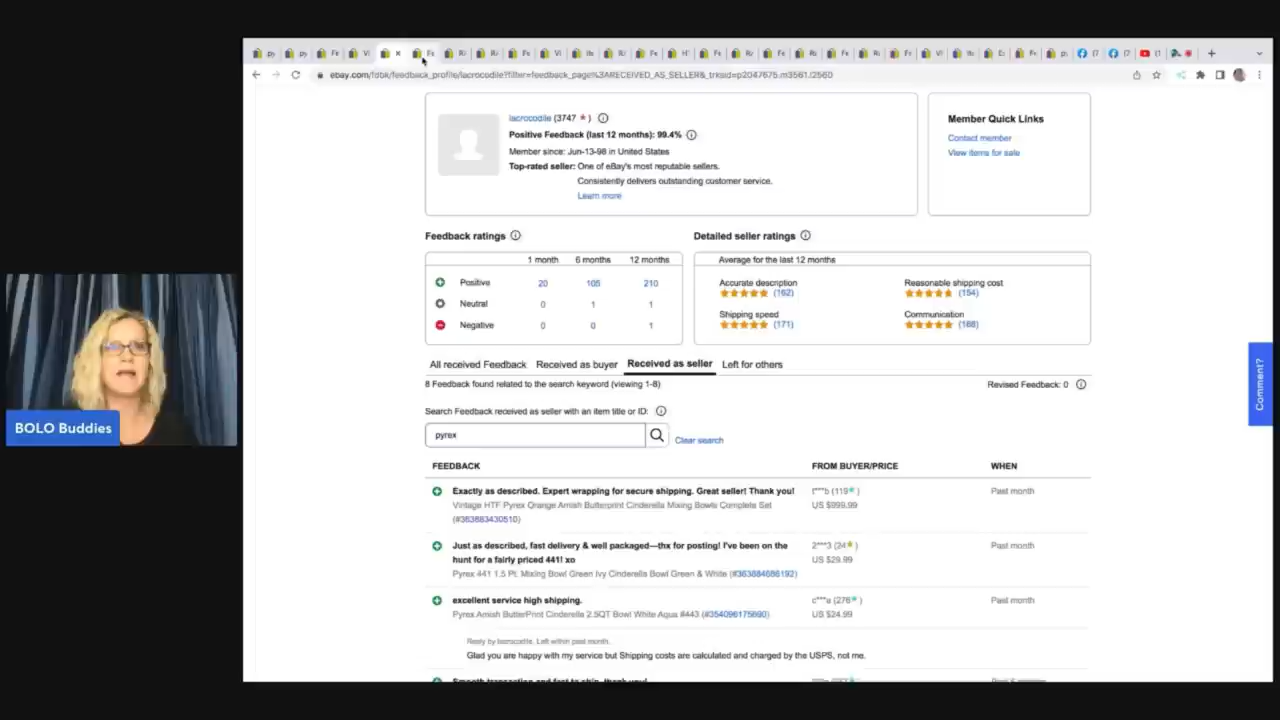 ebay.com/fdbk/feedback_profile/lacrocodile?filter=feedback_page%3ARECEIVED_AS_SELLER&_trksid=p2047675.m3561.l2560
lacrocodile (3747 ★)
Positive Feedback (last 12 months): 99.4%
Member since: Jun-13-98 in United States
Top-rated seller: One of eBay's most reputable sellers.
Consistently delivers outstanding customer service.
Learn more
Member Quick Links
Contact member
View items for sale
Feedback ratings
1 month 6 months 12 months
Positive 20 105 210
Neutral 0 1 1
Negative 0 0 1
Detailed seller ratings
Average for the last 12 months
Accurate description
(162)
Reasonable shipping cost
(154)
Shipping speed
(171)
Communication
(168)
Comment?
All received Feedback Received as buyer Received as seller Left for others
8 Feedback found related to the search keyword (viewing 1-8) Revised Feedback: 0
Search Feedback received as seller with an item title or ID:
pyrex
Clear search
FEEDBACK FROM BUYER/PRICE WHEN
Exactly as described. Expert wrapping for secure shipping. Great seller! Thank you! t***b (119★) Past month
Vintage HTF Pyrex Orange Amish Butterprint Cinderella Mixing Bowls Complete Set US $999.99
(#363883430510)
Just as described, fast delivery & well packaged—thx for posting! I've been on the 2***3 (24★) Past month
hunt for a fairly priced 441! xo US $29.99
Pyrex 441 1.5 Pt. Mixing Bowl Green Ivy Cinderella Bowl Green & White (#363884686192)
excellent service high shipping. (276★) Past month
Pyrex Amish ButterPrint Cinderella 2.5QT Bowl White Aqua #443 (#354096175690) US $24.99
Reply by lacrocodile. Left within past month.
Glad you are happy with my service but Shipping costs are calculated and charged by the USPS, not me.
Smooth transaction and fast to ship, thank you!
BOLO Buddies